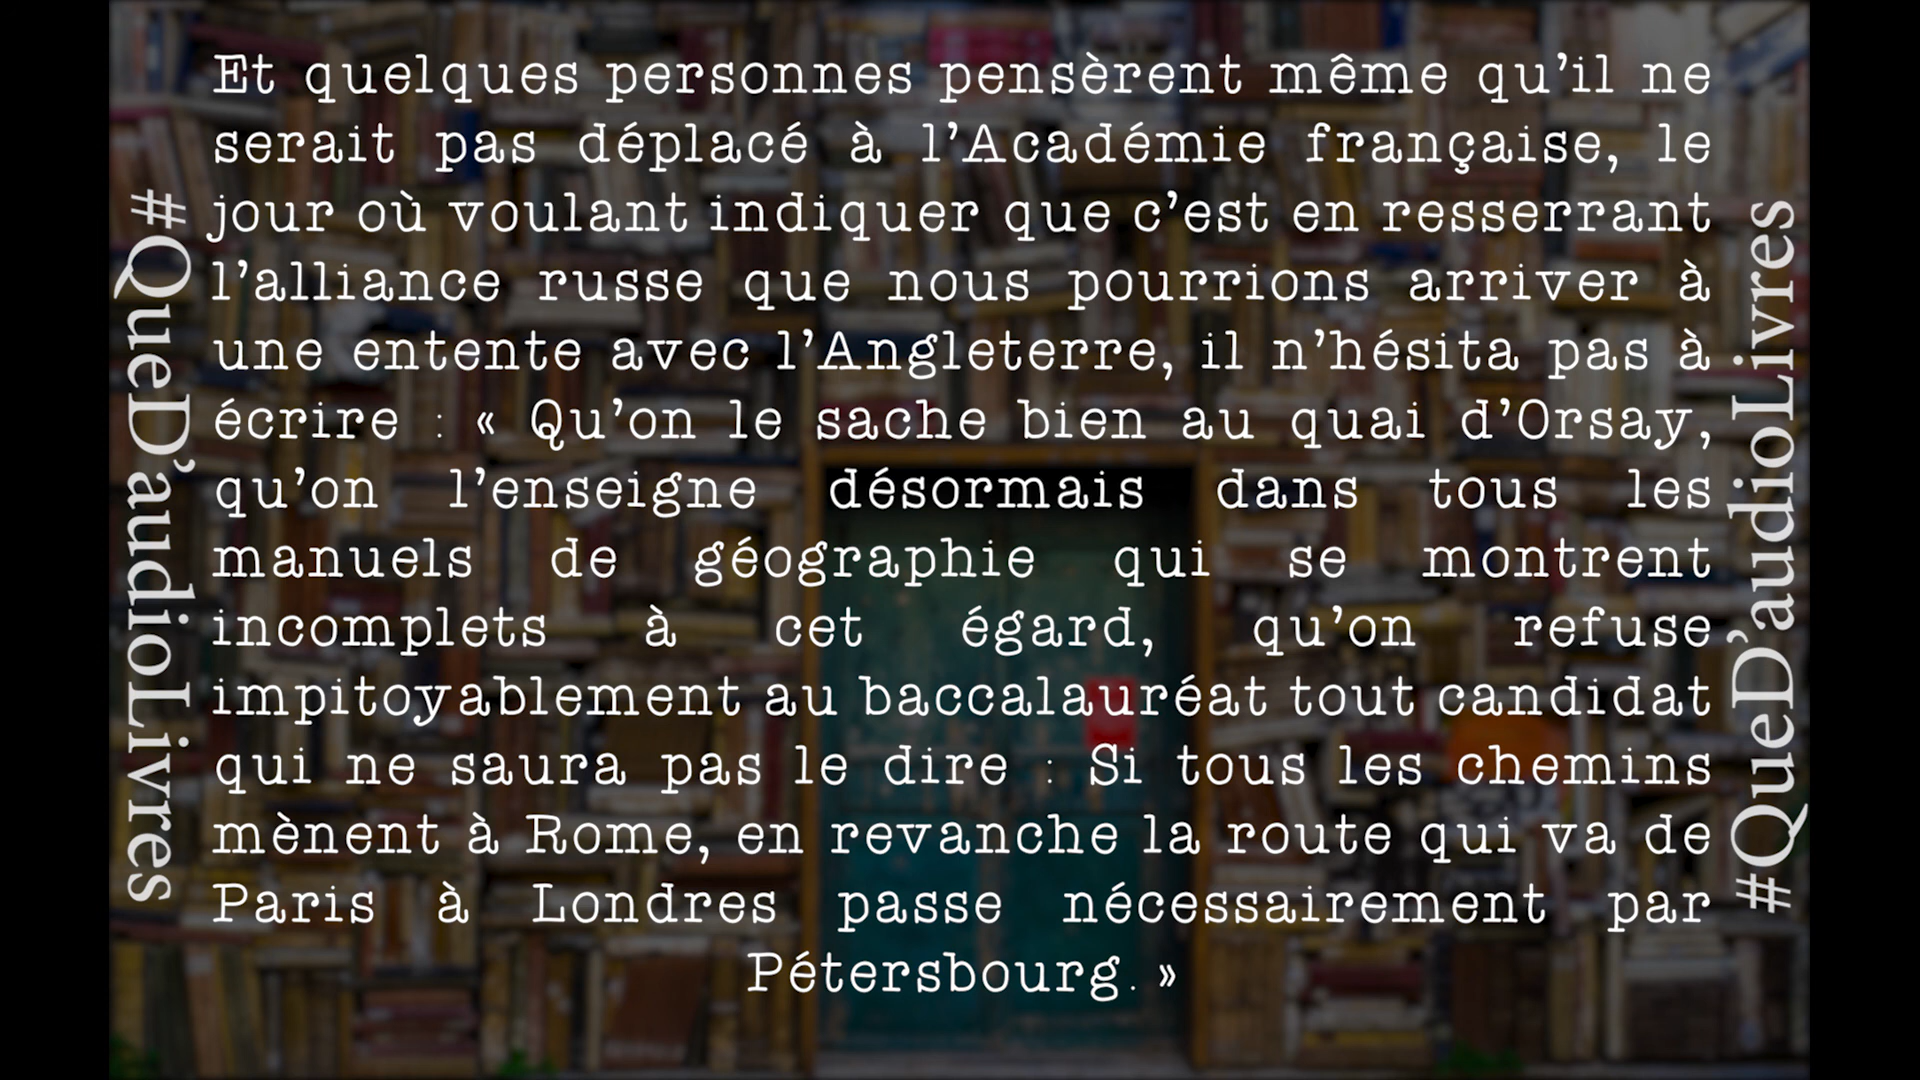 Et quelques personnes pensèrent même qu’il ne
serait pas déplacé à l’Académie française, le
jour où voulant indiquer que c’est en resserrant
l’alliance russe que nous pourrions arriver à
une entente avec l’Angleterre, il n’hésita pas à
écrire : « Qu’on le sache bien au quai d’Orsay,
qu’on l’enseigne désormais dans tous les
manuels de géographie qui se montrent
incomplets à cet égard, qu’on refuse
impitoyablement au baccalauréat tout candidat
qui ne saura pas le dire : Si tous les chemins
mènent à Rome, en revanche la route qui va de
Paris à Londres passe nécessairement par
Pétersbourg. »
#QueD’audioLivres
#QueD’audioLivres